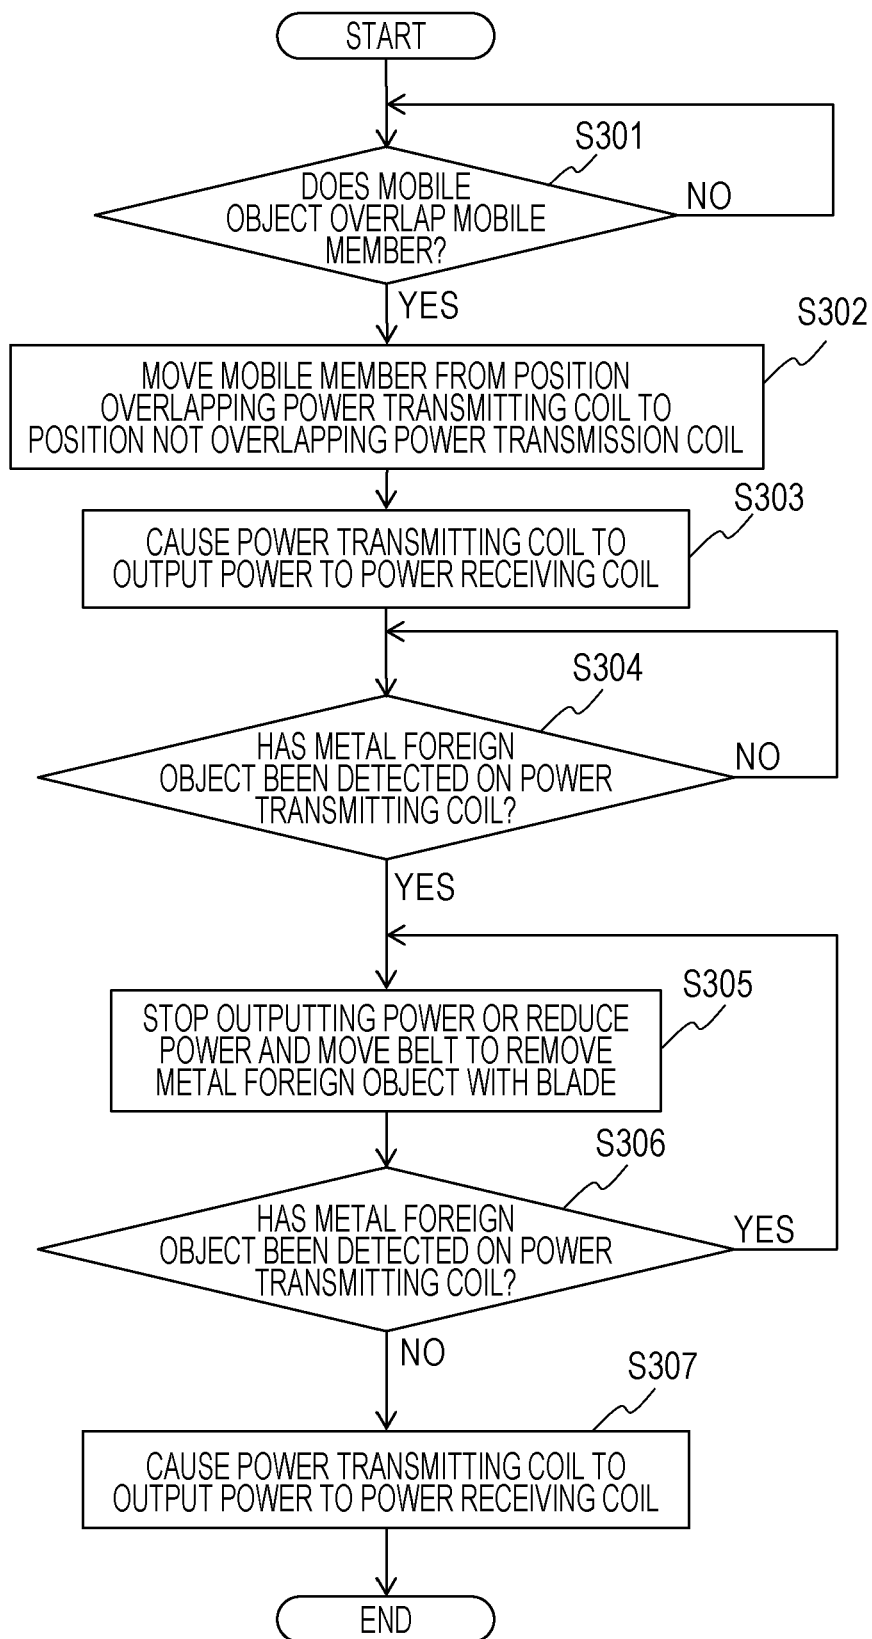 START
S301
DOES MOBILE
OBJECT OVERLAP MOBILE
MEMBER?
NO
YES
S302
MOVE MOBILE MEMBER FROM POSITION
OVERLAPPING POWER TRANSMITTING COIL TO
POSITION NOT OVERLAPPING POWER TRANSMISSION COIL
S303
CAUSE POWER TRANSMITTING COIL TO
OUTPUT POWER TO POWER RECEIVING COIL
S304
HAS METAL FOREIGN
OBJECT BEEN DETECTED ON POWER
TRANSMITTING COIL?
NO
YES
S305
STOP OUTPUTTING POWER OR REDUCE
POWER AND MOVE BELT TO REMOVE
METAL FOREIGN OBJECT WITH BLADE
S306
HAS METAL FOREIGN
OBJECT BEEN DETECTED ON POWER
TRANSMITTING COIL?
YES
NO
S307
CAUSE POWER TRANSMITTING COIL TO
OUTPUT POWER TO POWER RECEIVING COIL
END